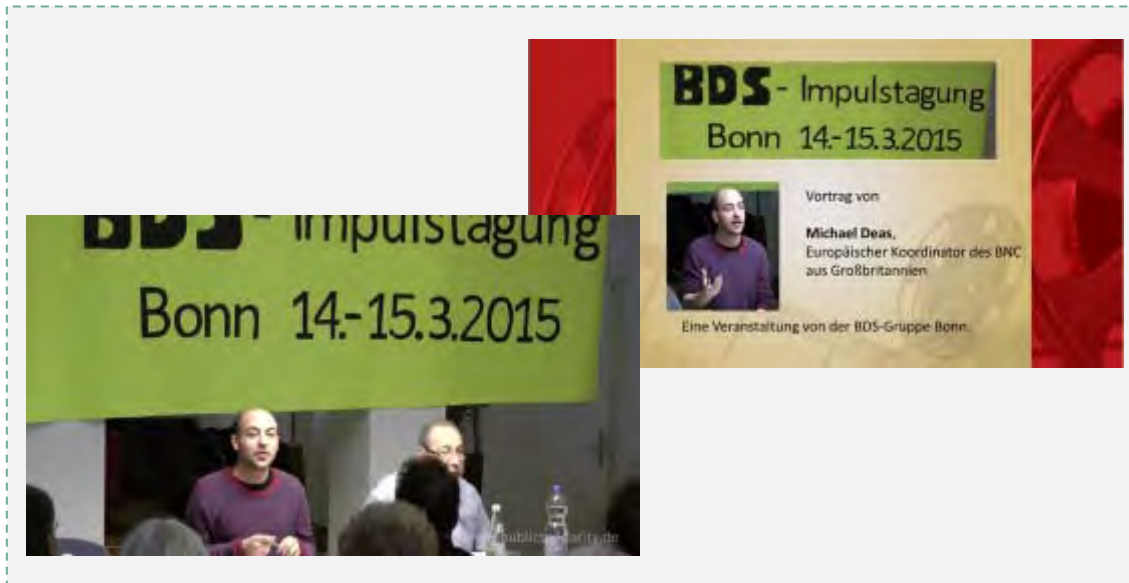 BDS - Impulstagung
Bonn 14.-15.3.2015
Vortrag von
Michael Deas,
Europäischer Koordinator des BNC
aus Großbritannien
Eine Veranstaltung von der BDS-Gruppe Bonn.
BDS - Impulstagung
Bonn 14.-15.3.2015